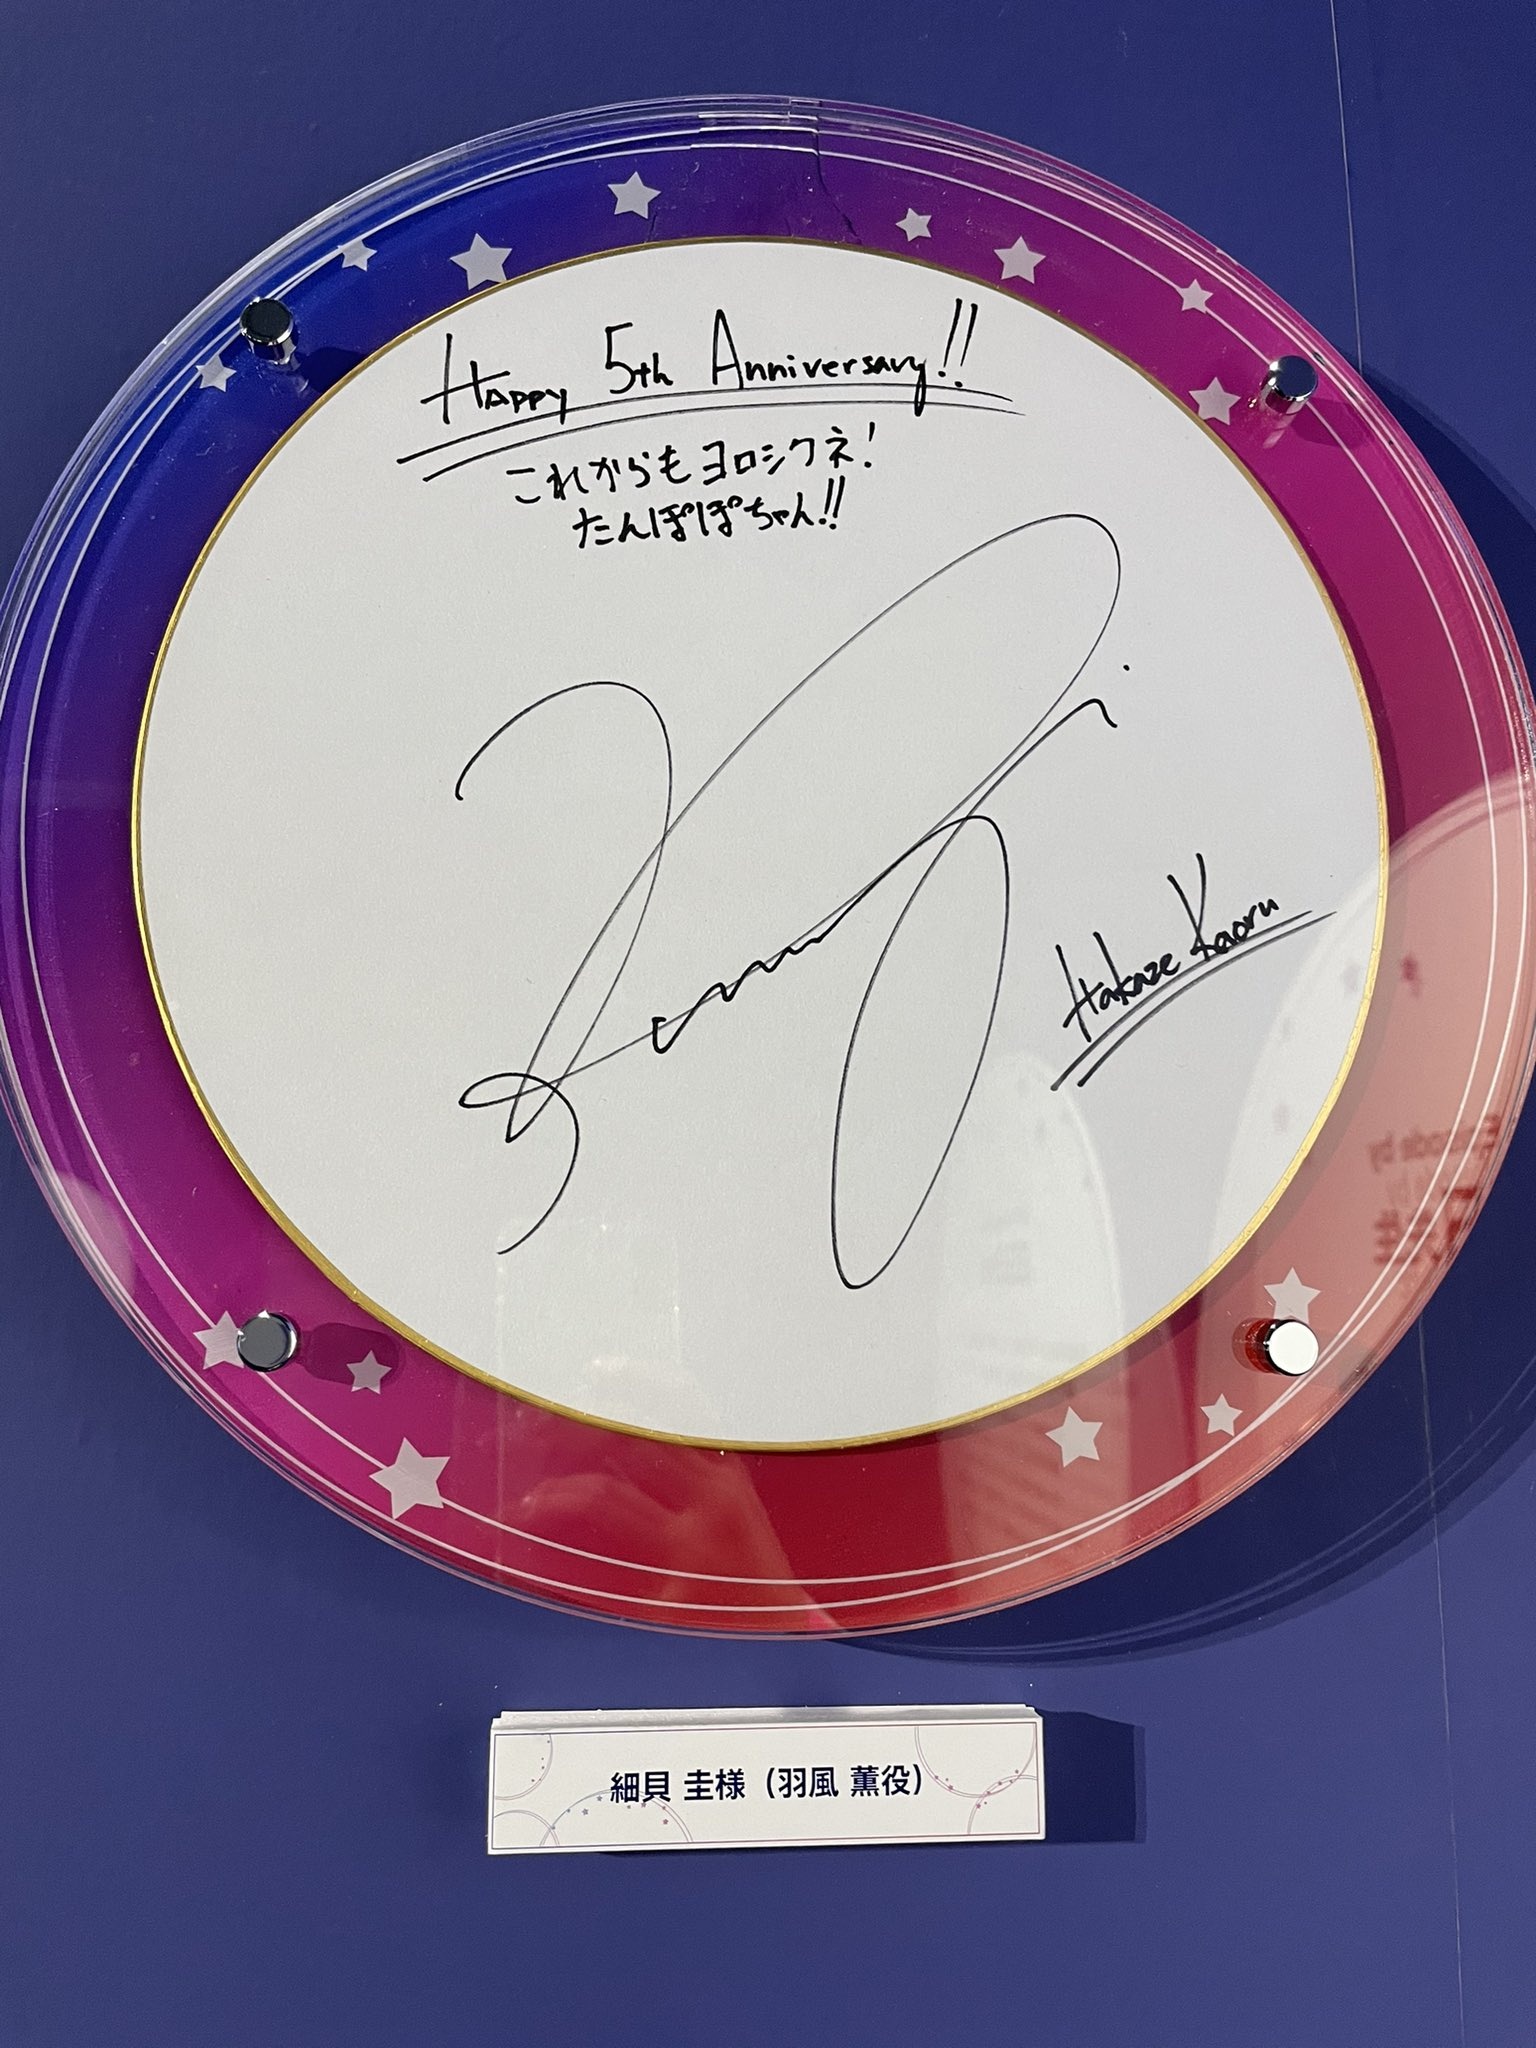 Happy 5th Anniversary!!
これからもヨロシクネ!
たんぽぽちゃん!!
Hakaze Kaoru
細貝 圭様（羽風 薫役）